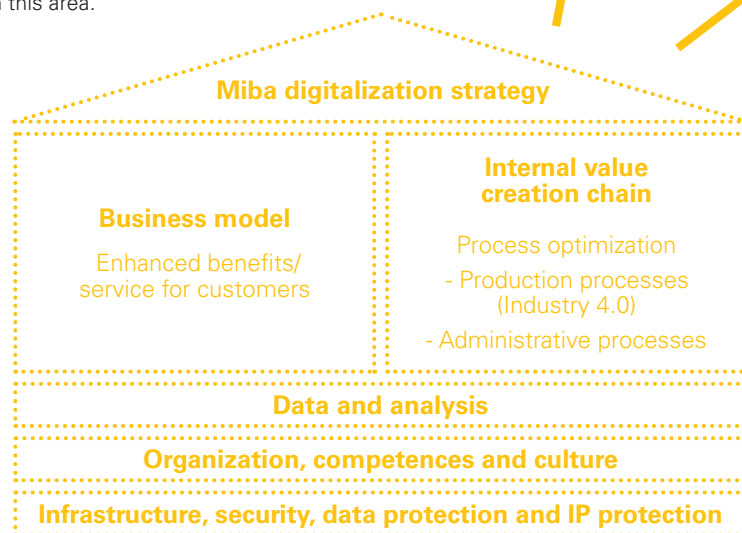 this area.
Miba digitalization strategy
Business model
Enhanced benefits/
service for customers
Internal value
creation chain
Process optimization
- Production processes
(Industry 4.0)
- Administrative processes
Data and analysis
Organization, competences and culture
Infrastructure, security, data protection and IP protection